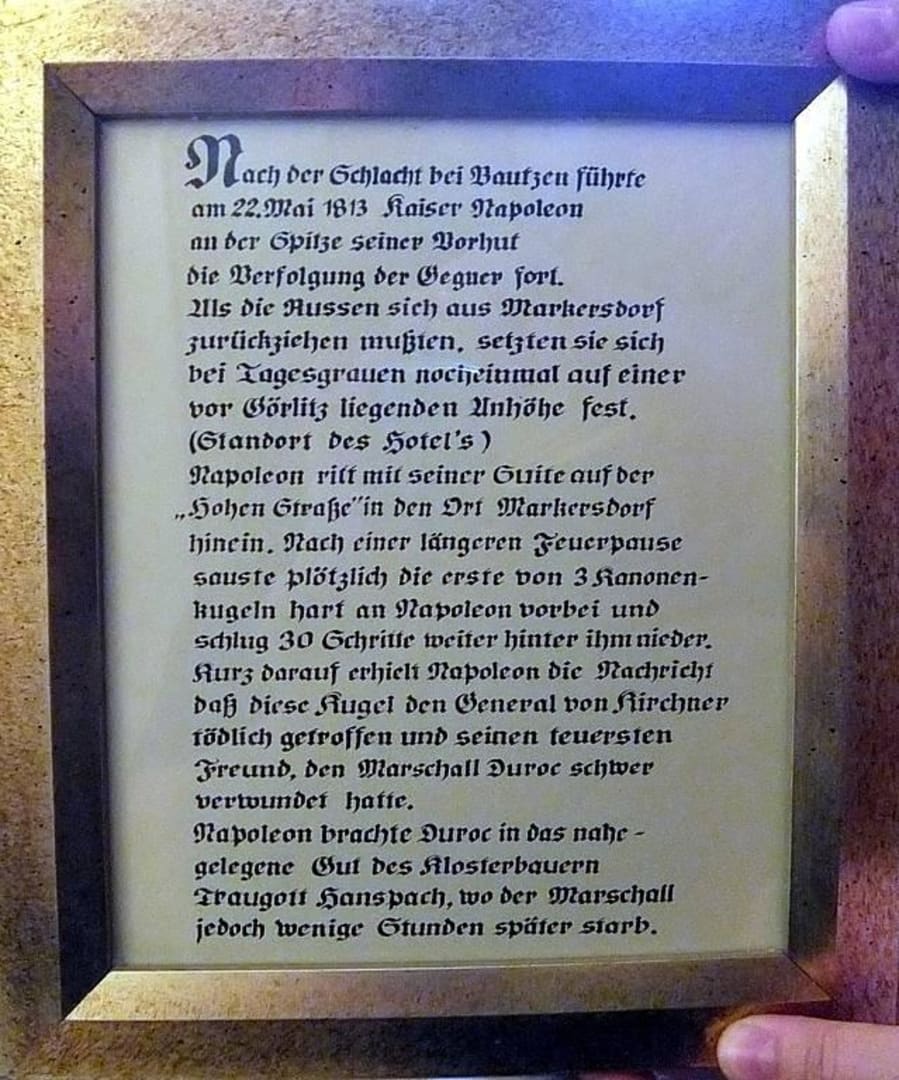 Nach der Schlacht bei Bautzen führte
am 22.Mai 1813 Kaiser Napoleon
an der Spitze seiner Vorhut
die Verfolgung der Gegner fort.
Als die Russen sich aus Markersdorf
zurückziehen mußten. setzten sie sich
bei Tagesgrauen nocheinmal auf einer
vor Görlitz liegenden Anhöhe fest.
(Standort des Hotel's)
Napoleon ritt mit seiner Suite auf der
„Hohen Straße" in den Ort Markersdorf
hinein. Nach einer längeren Feuerpause
sauste plötzlich die erste von 3 Kanonen-
kugeln hart an Napoleon vorbei und
schlug 30 Schritte weiter hinter ihm nieder.
Kurz darauf erhielt Napoleon die Nachricht
daß diese Kugel den General von Kirchner
tödlich getroffen und seinen teuersten
Freund, den Marschall Duroc schwer
verwundet hatte.
Napoleon brachte Duroc in das nahe-
gelegene Gut des Klosterbauern
Traugott Hanspach, wo der Marschall
jedoch wenige Stunden später starb.